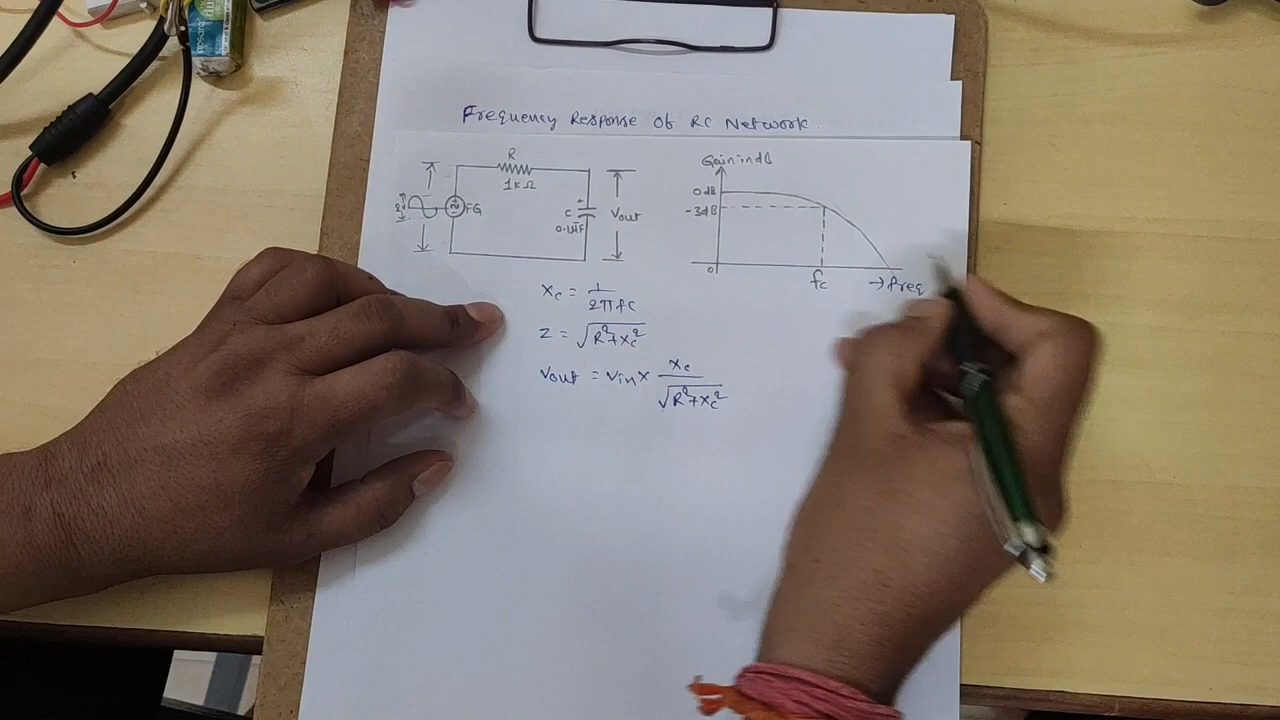 Frequency Response Of RC Network
R
1KΩ
FG
C
0.1μF
Vout
Gain in dB
0dB
-3dB
0
fc
→ freq
Xc = 1 / 2πfC
Z = √R²+Xc²
Vout = Vin x Xc / √R²+Xc²